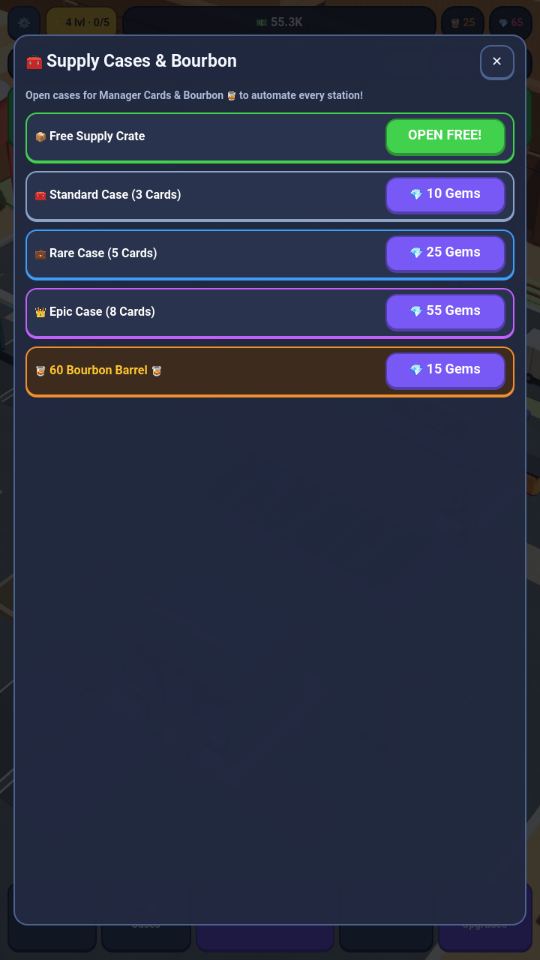 4 lvl · 0/5
55.3K
25
65
Supply Cases & Bourbon
×
Open cases for Manager Cards & Bourbon to automate every station!
Free Supply Crate
OPEN FREE!
Standard Case (3 Cards)
10 Gems
Rare Case (5 Cards)
25 Gems
Epic Case (8 Cards)
55 Gems
60 Bourbon Barrel
15 Gems
Cases
Upgrades